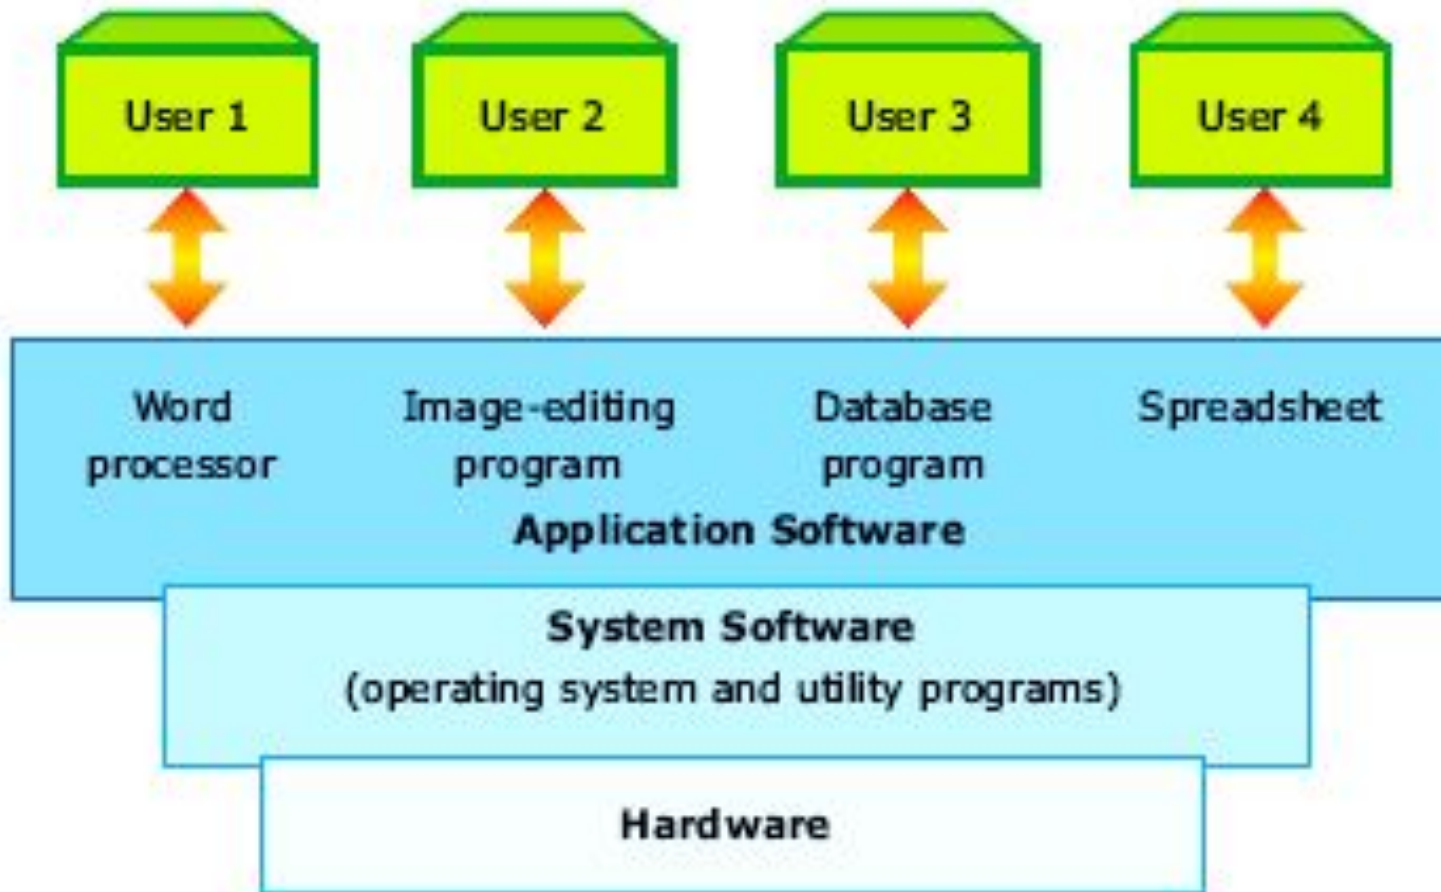 User 1
User 2
User 3
User 4
Word
processor
Image-editing
program
Database
program
Spreadsheet
Application Software
System Software
(operating system and utility programs)
Hardware